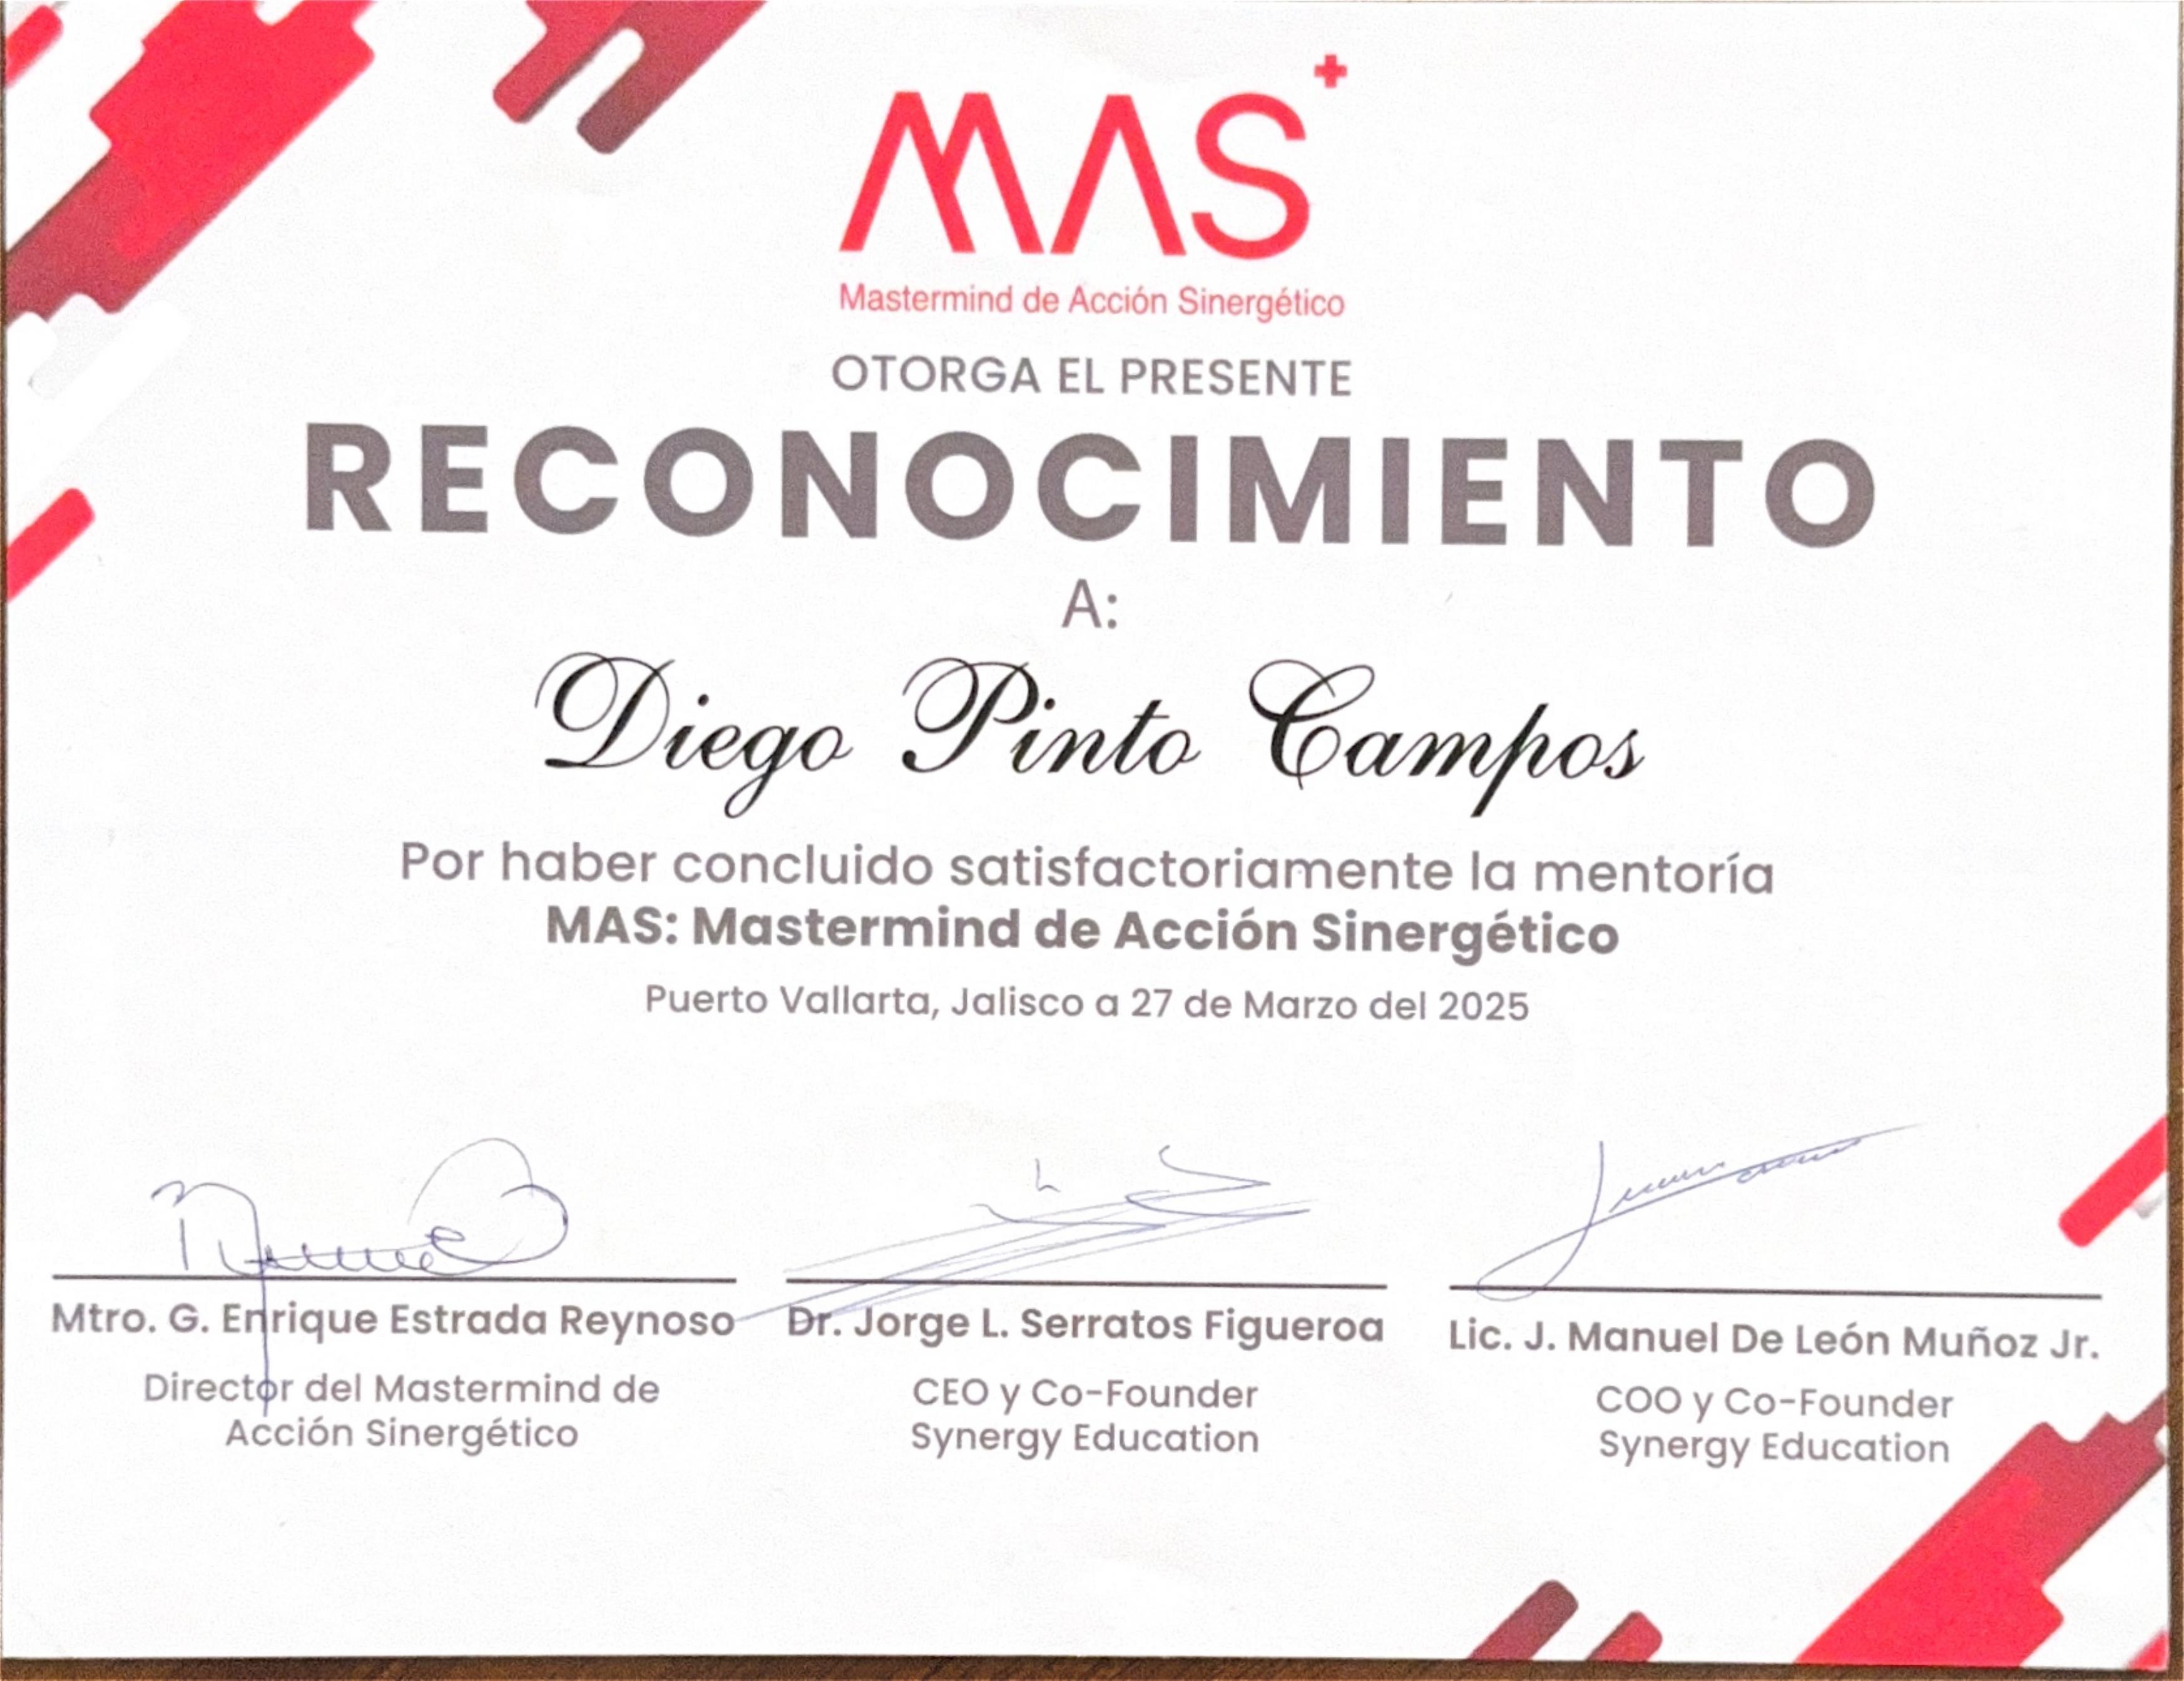 MAS+
Mastermind de Acción Sinergético
OTORGA EL PRESENTE
RECONOCIMIENTO
A:
Diego Pinto Campos
Por haber concluido satisfactoriamente la mentoría
MAS: Mastermind de Acción Sinergético
Puerto Vallarta, Jalisco a 27 de Marzo del 2025
Mtro. G. Enrique Estrada Reynoso
Director del Mastermind de
Acción Sinergético
Dr. Jorge L. Serratos Figueroa
CEO y Co-Founder
Synergy Education
Lic. J. Manuel De León Muñoz Jr.
COO y Co-Founder
Synergy Education